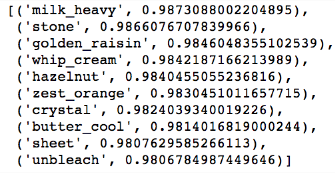 [('milk_heavy', 0.9873088002204895),
('stone', 0.9866076707839966),
('golden_raisin', 0.9846048355102539),
('whip_cream', 0.9842187166213989),
('hazelnut', 0.9840455055236816),
('zest_orange', 0.9830451011657715),
('crystal', 0.9824039340019226),
('butter_cool', 0.9814016819000244),
('sheet', 0.9807629585266113),
('unbleach', 0.9806784987449646)]